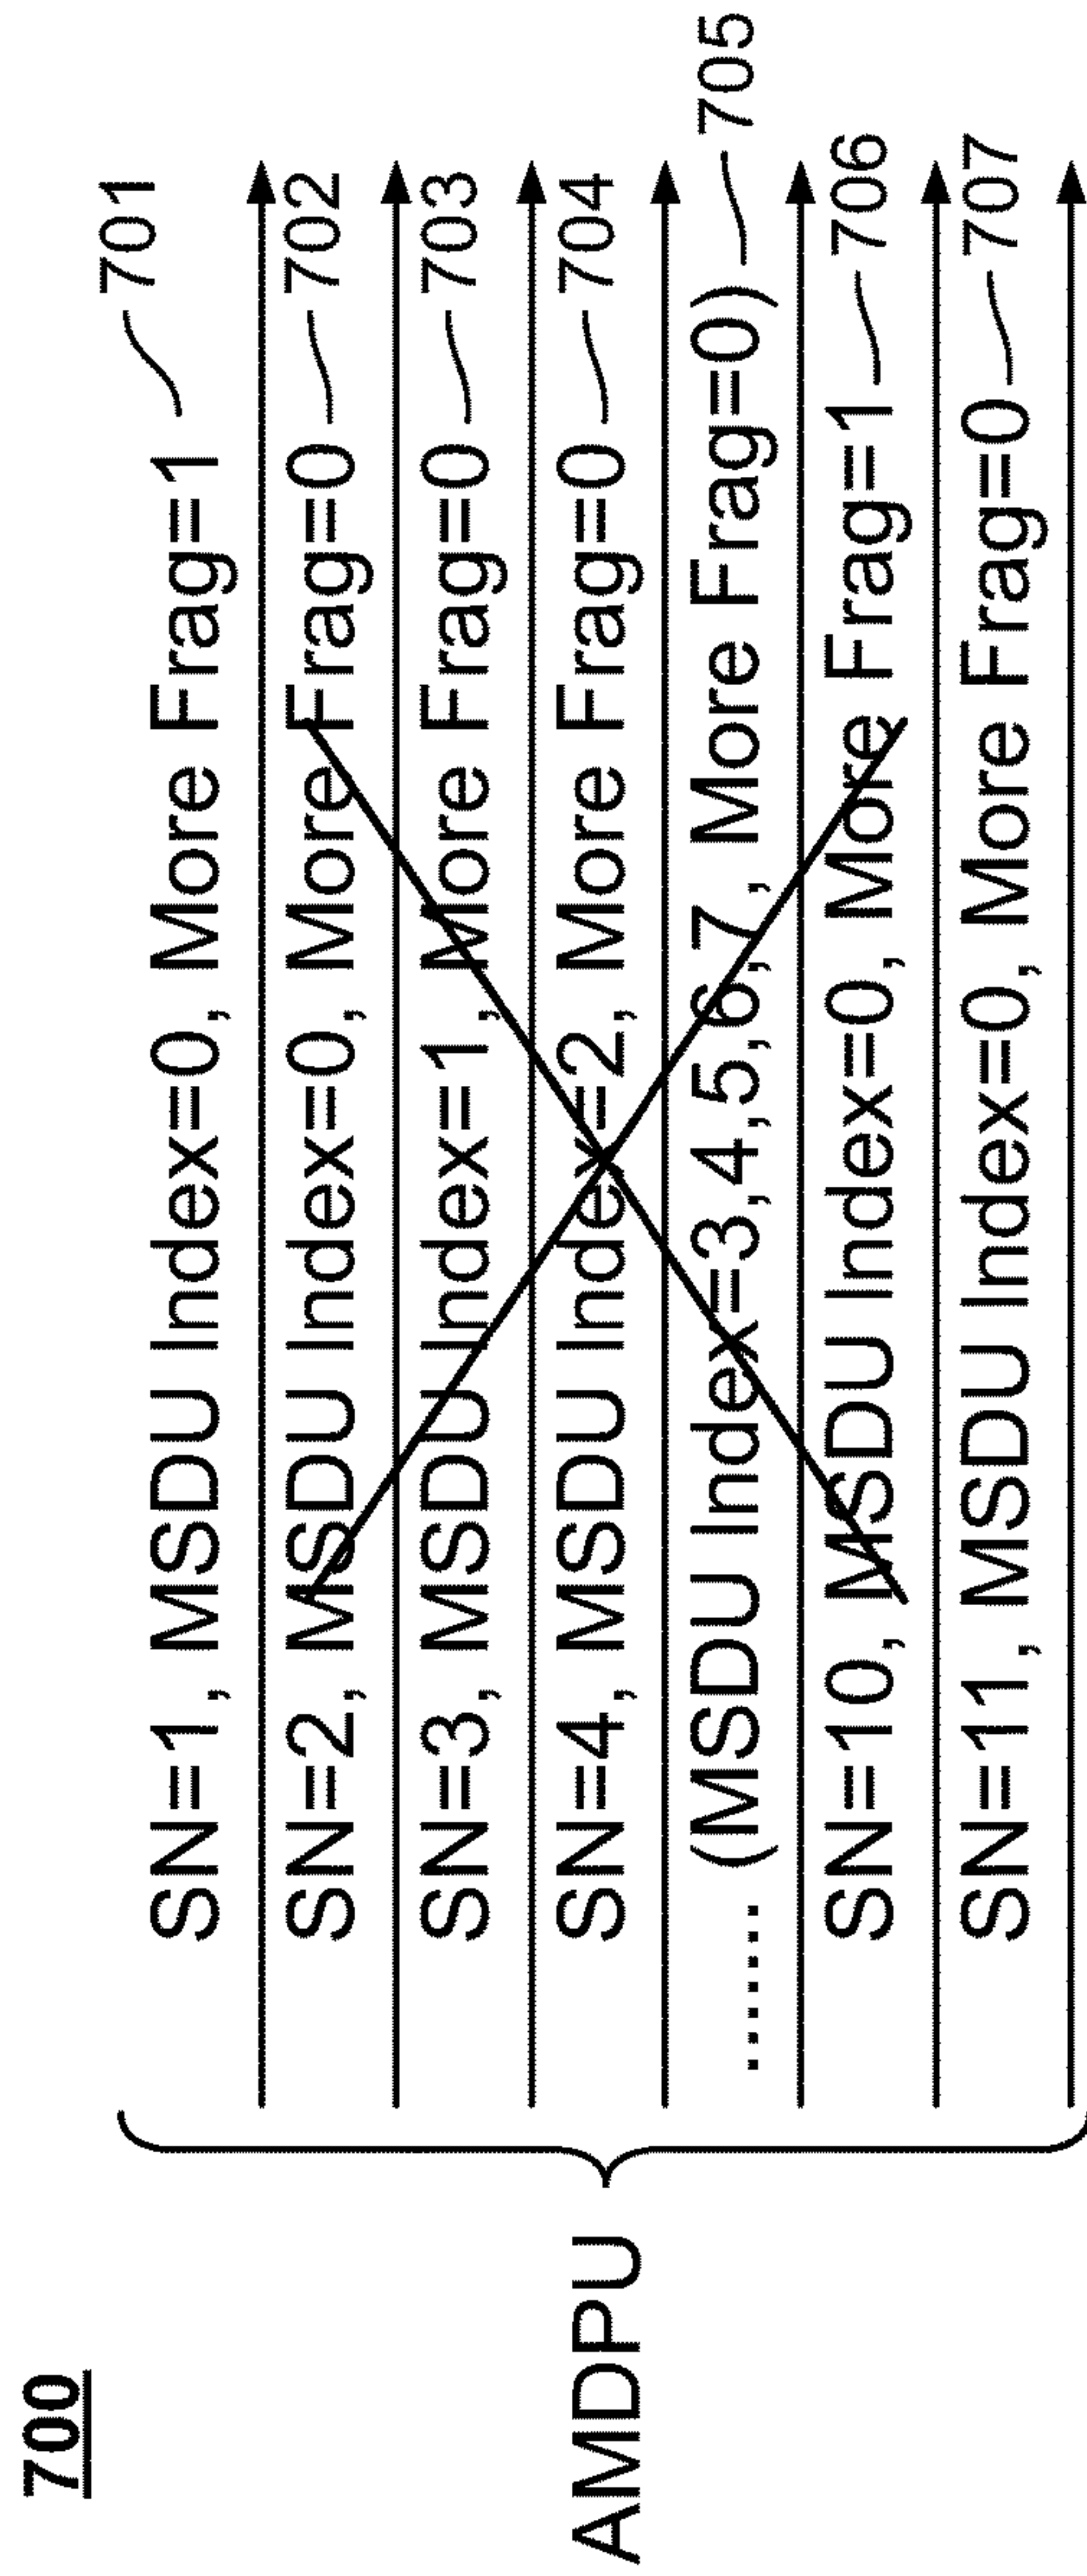 700
AMDPU
SN=1, MSDU Index=0, More Frag=1 701
SN=2, MSDU Index=0, More Frag=0 702
SN=3, MSDU Index=1, More Frag=0 703
SN=4, MSDU Index=2, More Frag=0 704
........ (MSDU Index=3,4,5,6,7, More Frag=0) 705
SN=10, MSDU Index=0, More Frag=1 706
SN=11, MSDU Index=0, More Frag=0 707